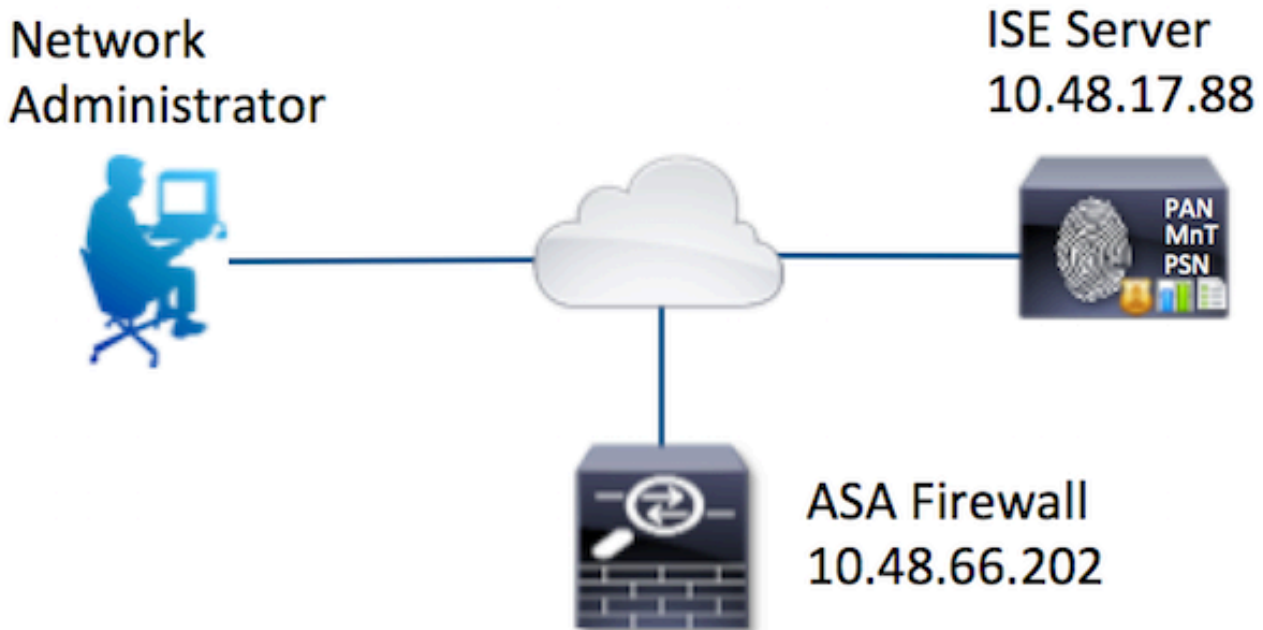 Network
Administrator
ISE Server
10.48.17.88
PAN
MnT
PSN
ASA Firewall
10.48.66.202